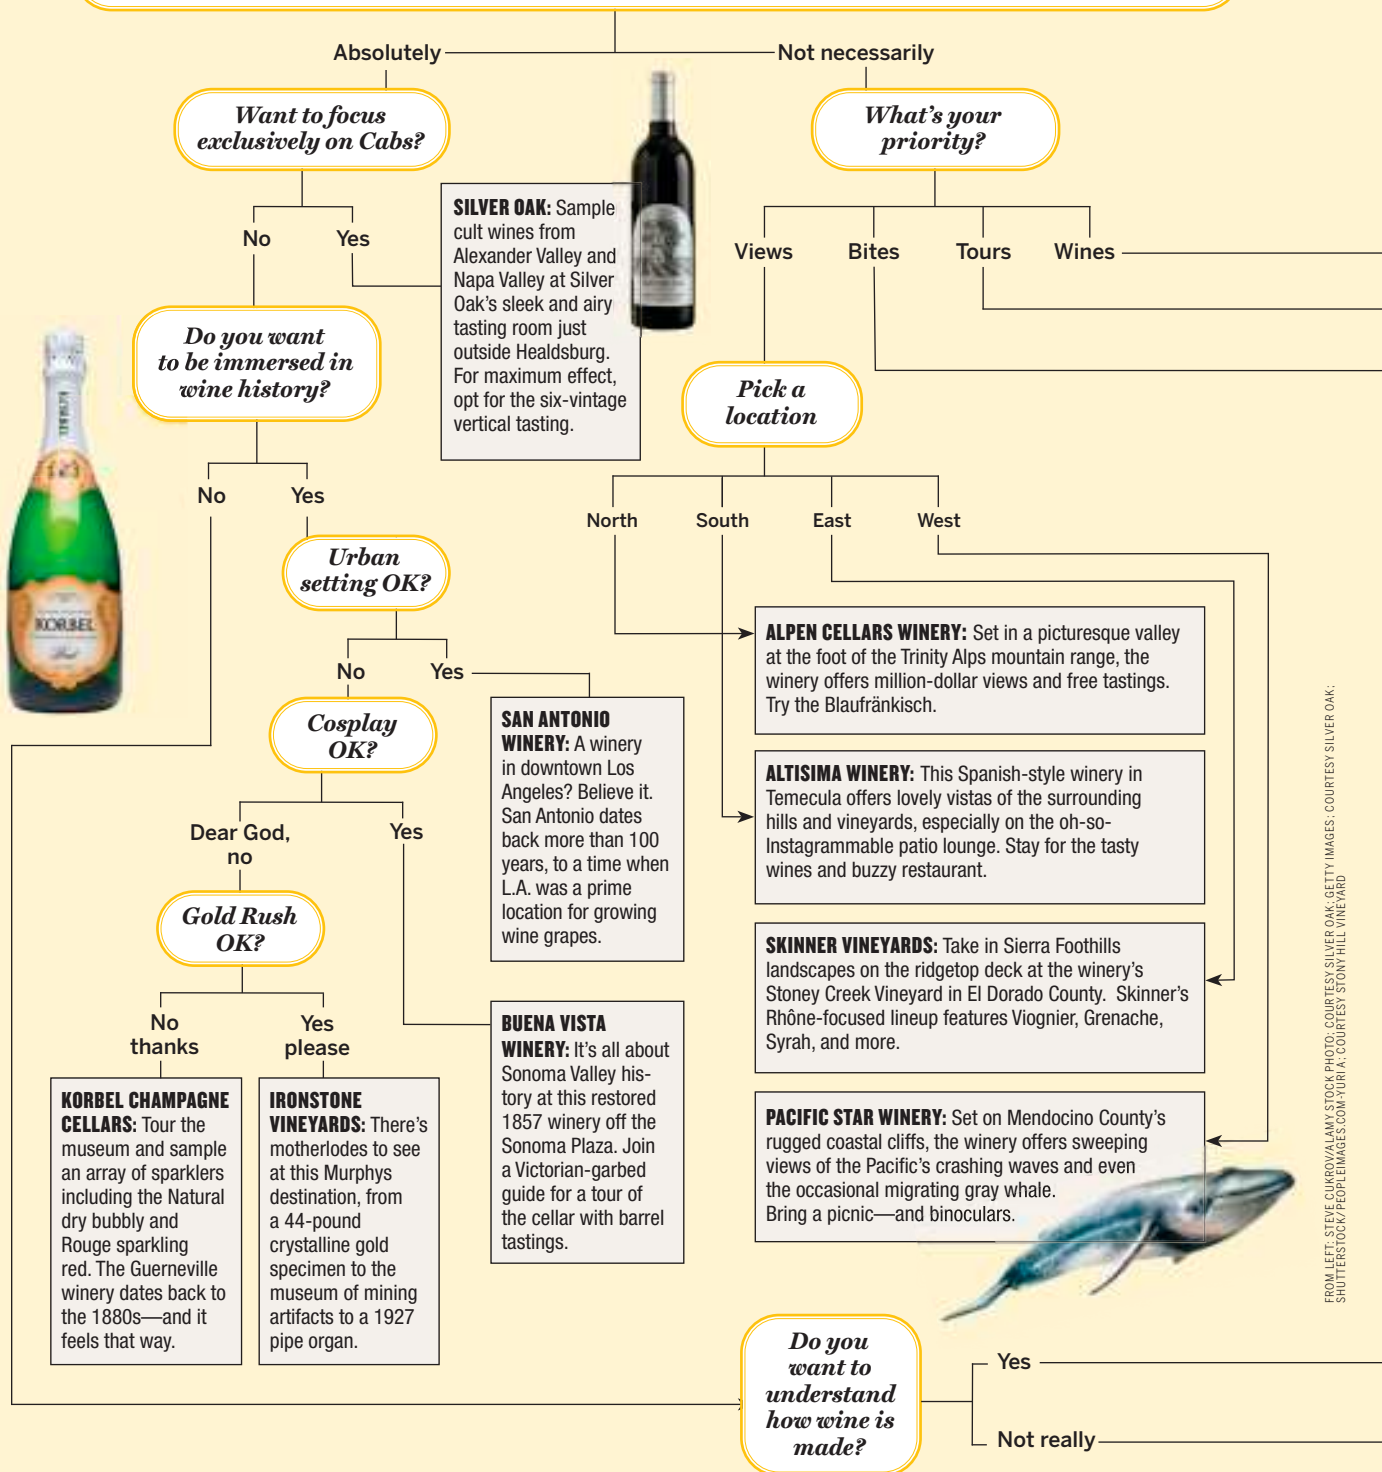 Absolutely
Not necessarily
Want to focus
exclusively on Cabs?
What's your
priority?
No
Yes
SILVER OAK: Sample
cult wines from
Alexander Valley and
Napa Valley at Silver
Oak's sleek and airy
tasting room just
outside Healdsburg.
For maximum effect,
opt for the six-vintage
vertical tasting.
Views
Bites
Tours
Wines
Do you want
to be immersed in
wine history?
Pick a
location
No
Yes
North
South
East
West
Urban
setting OK?
KORBEL
No
Yes
ALPEN CELLARS WINERY: Set in a picturesque valley
at the foot of the Trinity Alps mountain range, the
winery offers million-dollar views and free tastings.
Try the Blaufränkisch.
Cosplay
OK?
SAN ANTONIO
WINERY: A winery
in downtown Los
Angeles? Believe it.
San Antonio dates
back more than 100
years, to a time when
L.A. was a prime
location for growing
wine grapes.
ALTISIMA WINERY: This Spanish-style winery in
Temecula offers lovely vistas of the surrounding
hills and vineyards, especially on the oh-so-
Instagrammable patio lounge. Stay for the tasty
wines and buzzy restaurant.
Dear God,
no
Yes
Gold Rush
OK?
SKINNER VINEYARDS: Take in Sierra Foothills
landscapes on the ridgetop deck at the winery's
Stoney Creek Vineyard in El Dorado County. Skinner's
Rhône-focused lineup features Viognier, Grenache,
Syrah, and more.
No
thanks
Yes
please
BUENA VISTA
WINERY: It's all about
Sonoma Valley his-
tory at this restored
1857 winery off the
Sonoma Plaza. Join
a Victorian-garbed
guide for a tour of
the cellar with barrel
tastings.
KORBEL CHAMPAGNE
CELLARS: Tour the
museum and sample
an array of sparklers
including the Natural
dry bubbly and
Rouge sparkling
red. The Guerneville
winery dates back to
the 1880s—and it
feels that way.
IRONSTONE
VINEYARDS: There's
motherlodes to see
at this Murphys
destination, from
a 44-pound
crystalline gold
specimen to the
museum of mining
artifacts to a 1927
pipe organ.
PACIFIC STAR WINERY: Set on Mendocino County's
rugged coastal cliffs, the winery offers sweeping
views of the Pacific's crashing waves and even
the occasional migrating gray whale.
Bring a picnic—and binoculars.
Do you
want to
understand
how wine is
made?
Yes
Not really
FROM LEFT: STEVE CUKROV/ALAMY STOCK PHOTO; COURTESY SILVER OAK; GETTY IMAGES; COURTESY SILVER OAK;
SHUTTERSTOCK/PEOPLEIMAGES.COM-YURI A; COURTESY STONY HILL VINEYARD